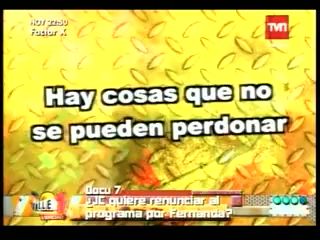 HOY 22:30
Factor X
TVN
Hay cosas que no
se pueden perdonar
Docu 7:
¿JC quiere renunciar al
programa por Fernanda?